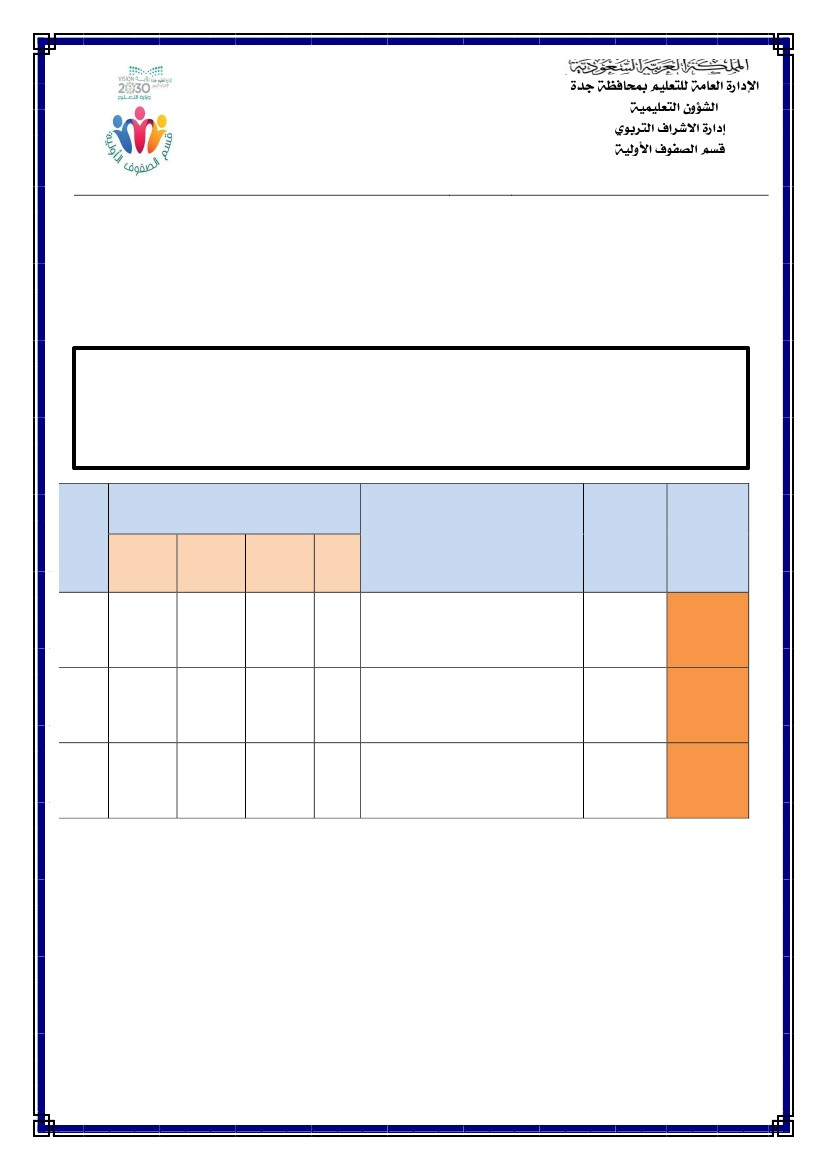 المملكة العربية السعودية
الإدارة العامة للتعليم بمحافظة جدة
الشؤون التعليمية
إدارة الاشراف التربوي
قسم الصفوف الأولية
VISION رؤية
2030
وزارة التعليم
قسم الصفوف الأولية